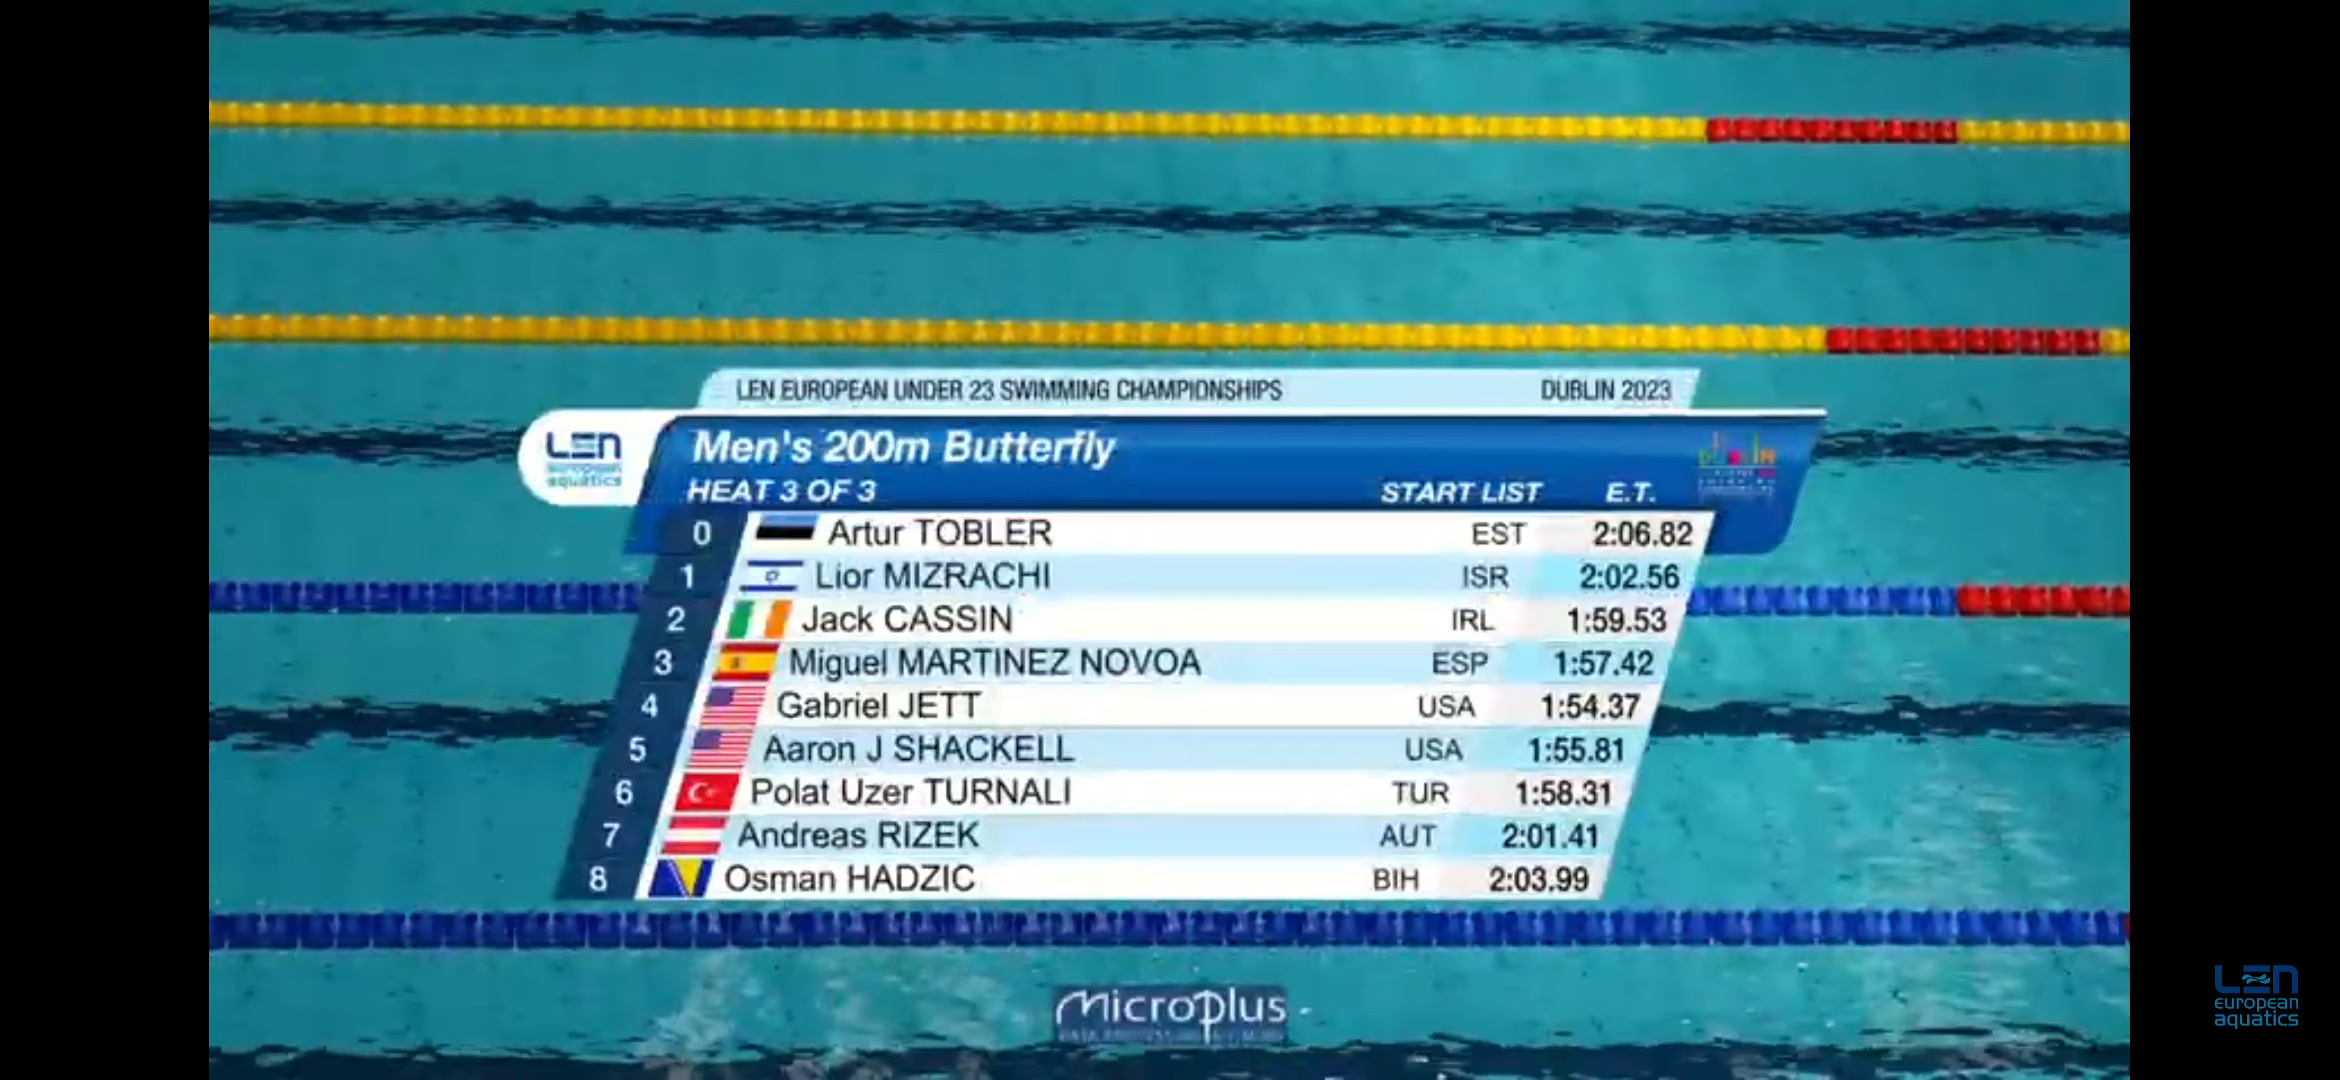 LEN EUROPEAN UNDER 23 SWIMMING CHAMPIONSHIPS DUBLIN 2023
LEN
european
aquatics
Men's 200m Butterfly
HEAT 3 OF 3 START LIST E.T.
0 Artur TOBLER EST 2:06.82
1 Lior MIZRACHI ISR 2:02.56
2 Jack CASSIN IRL 1:59.53
3 Miguel MARTINEZ NOVOA ESP 1:57.42
4 Gabriel JETT USA 1:54.37
5 Aaron J SHACKELL USA 1:55.81
6 Polat Uzer TURNALI TUR 1:58.31
7 Andreas RIZEK AUT 2:01.41
8 Osman HADZIC BIH 2:03.99
Microplus
LEN
european
aquatics